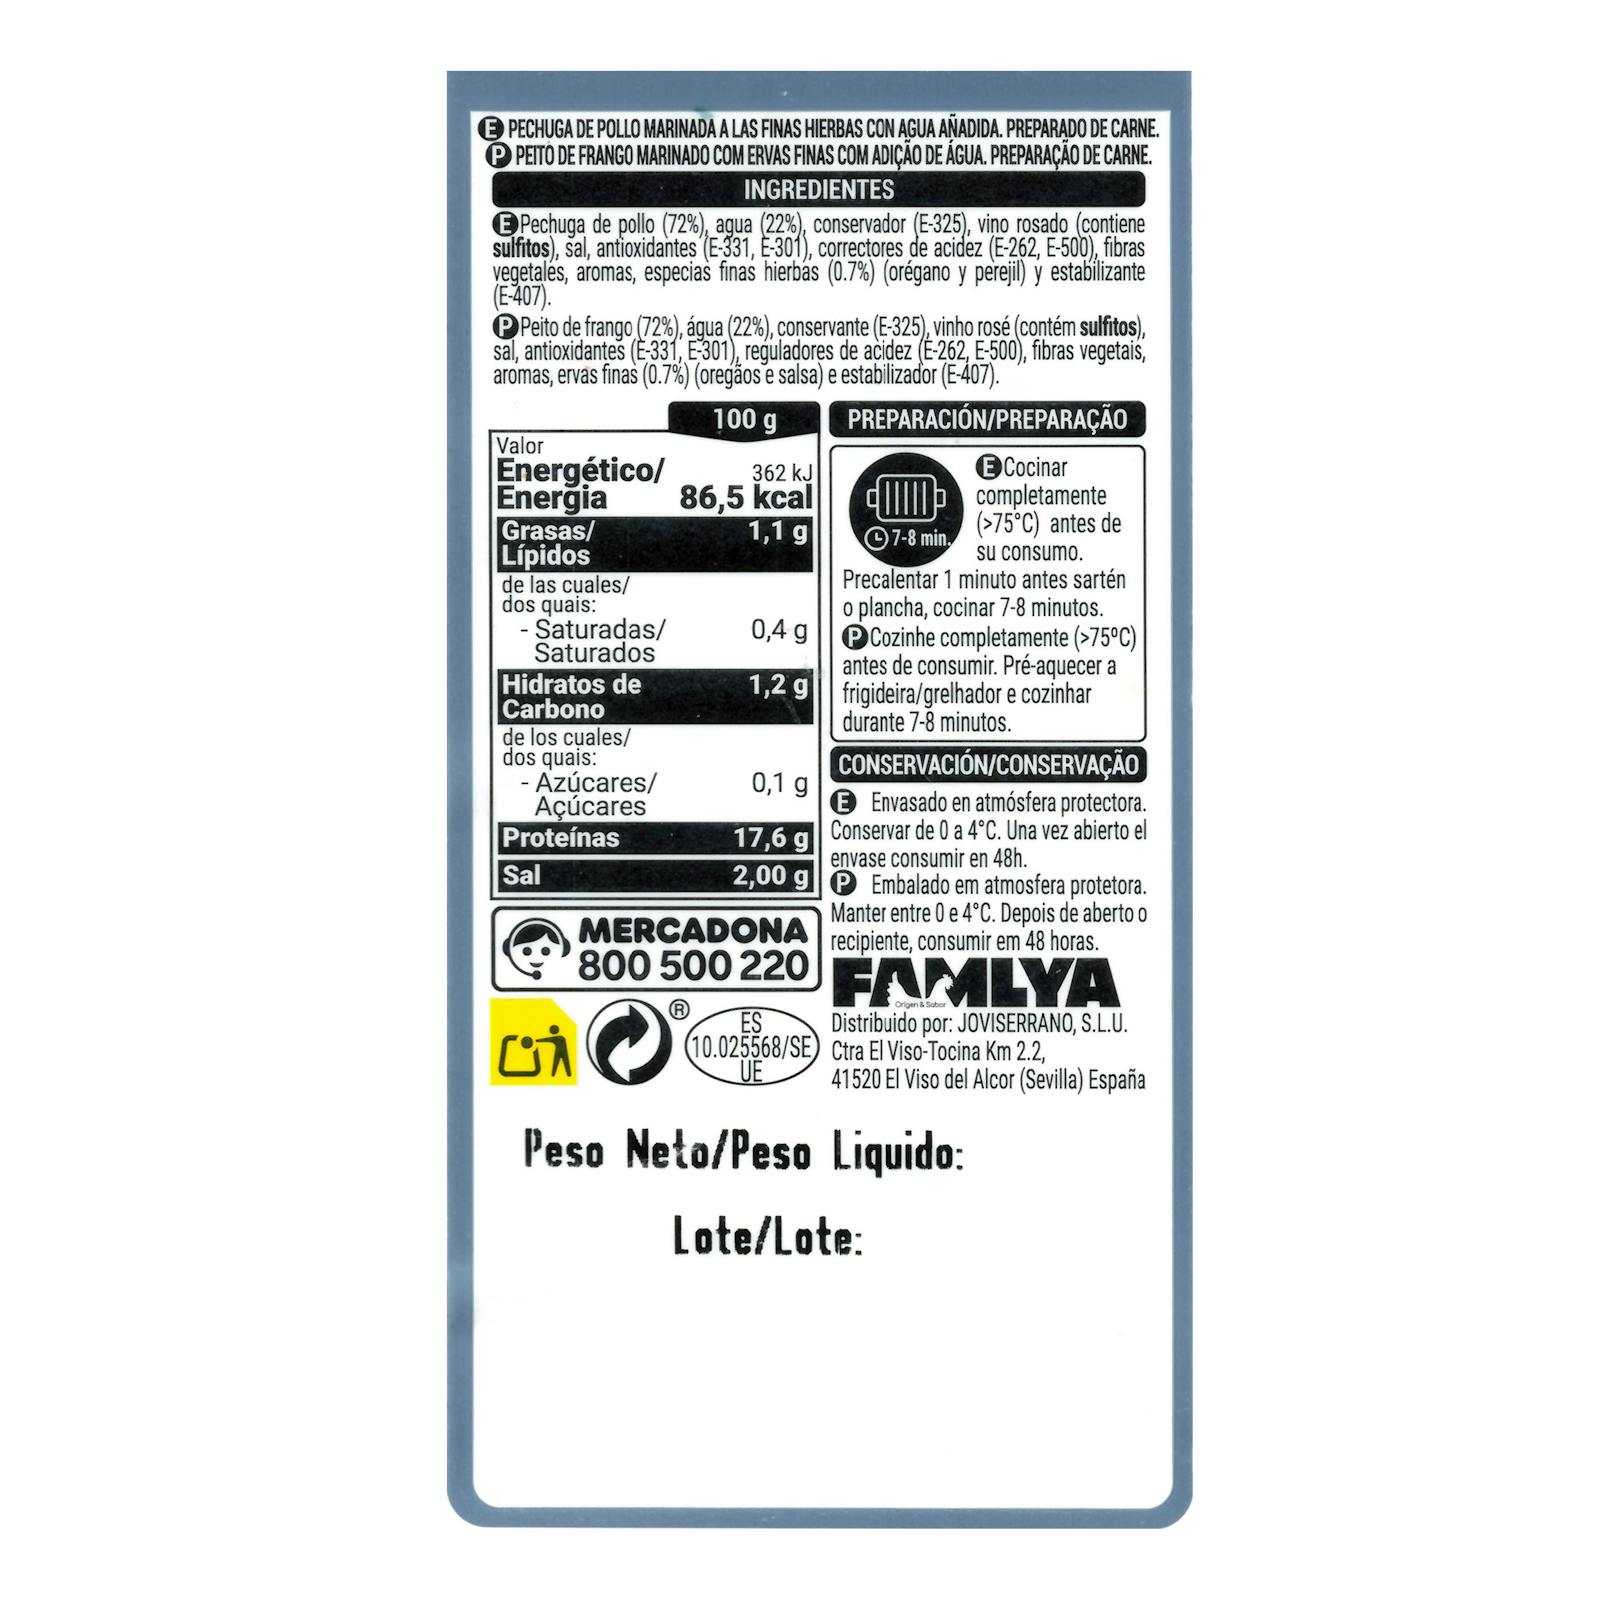 E PECHUGA DE POLLO MARINADA A LAS FINAS HIERBAS CON AGUA AÑADIDA. PREPARADO DE CARNE.
P PEITO DE FRANGO MARINADO COM ERVAS FINAS COM ADIÇÃO DE ÁGUA. PREPARAÇÃO DE CARNE.
INGREDIENTES
E Pechuga de pollo (72%), agua (22%), conservador (E-325), vino rosado (contiene
sulfitos), sal, antioxidantes (E-331, E-301), correctores de acidez (E-262, E-500), fibras
vegetales, aromas, especias finas hierbas (0.7%) (orégano y perejil) y estabilizante
(E-407).
P Peito de frango (72%), água (22%), conservante (E-325), vinho rosé (contém sulfitos),
sal, antioxidantes (E-331, E-301), reguladores de acidez (E-262, E-500), fibras vegetais,
aromas, ervas finas (0.7%) (oregãos e salsa) e estabilizador (E-407).
100 g
Valor
Energético/ 362 kJ
Energia 86,5 kcal
Grasas/ 1,1 g
Lípidos
de las cuales/
dos quais:
- Saturadas/ 0,4 g
Saturados
Hidratos de 1,2 g
Carbono
de los cuales/
dos quais:
- Azúcares/ 0,1 g
Açúcares
Proteínas 17,6 g
Sal 2,00 g
MERCADONA
800 500 220
®
ES
10.025568/SE
UE
PREPARACIÓN/PREPARAÇÃO
7-8 min.
E Cocinar
completamente
(>75°C) antes de
su consumo.
Precalentar 1 minuto antes sartén
o plancha, cocinar 7-8 minutos.
P Cozinhe completamente (>75ºC)
antes de consumir. Pré-aquecer a
frigideira/grelhador e cozinhar
durante 7-8 minutos.
CONSERVACIÓN/CONSERVAÇÃO
E Envasado en atmósfera protectora.
Conservar de 0 a 4°C. Una vez abierto el
envase consumir en 48h.
P Embalado em atmosfera protetora.
Manter entre 0 e 4°C. Depois de aberto o
recipiente, consumir em 48 horas.
FAMLYA
Origen & Sabor
Distribuido por: JOVISERRANO, S.L.U.
Ctra El Viso-Tocina Km 2.2,
41520 El Viso del Alcor (Sevilla) España
Peso Neto/Peso Liquido:
Lote/Lote: